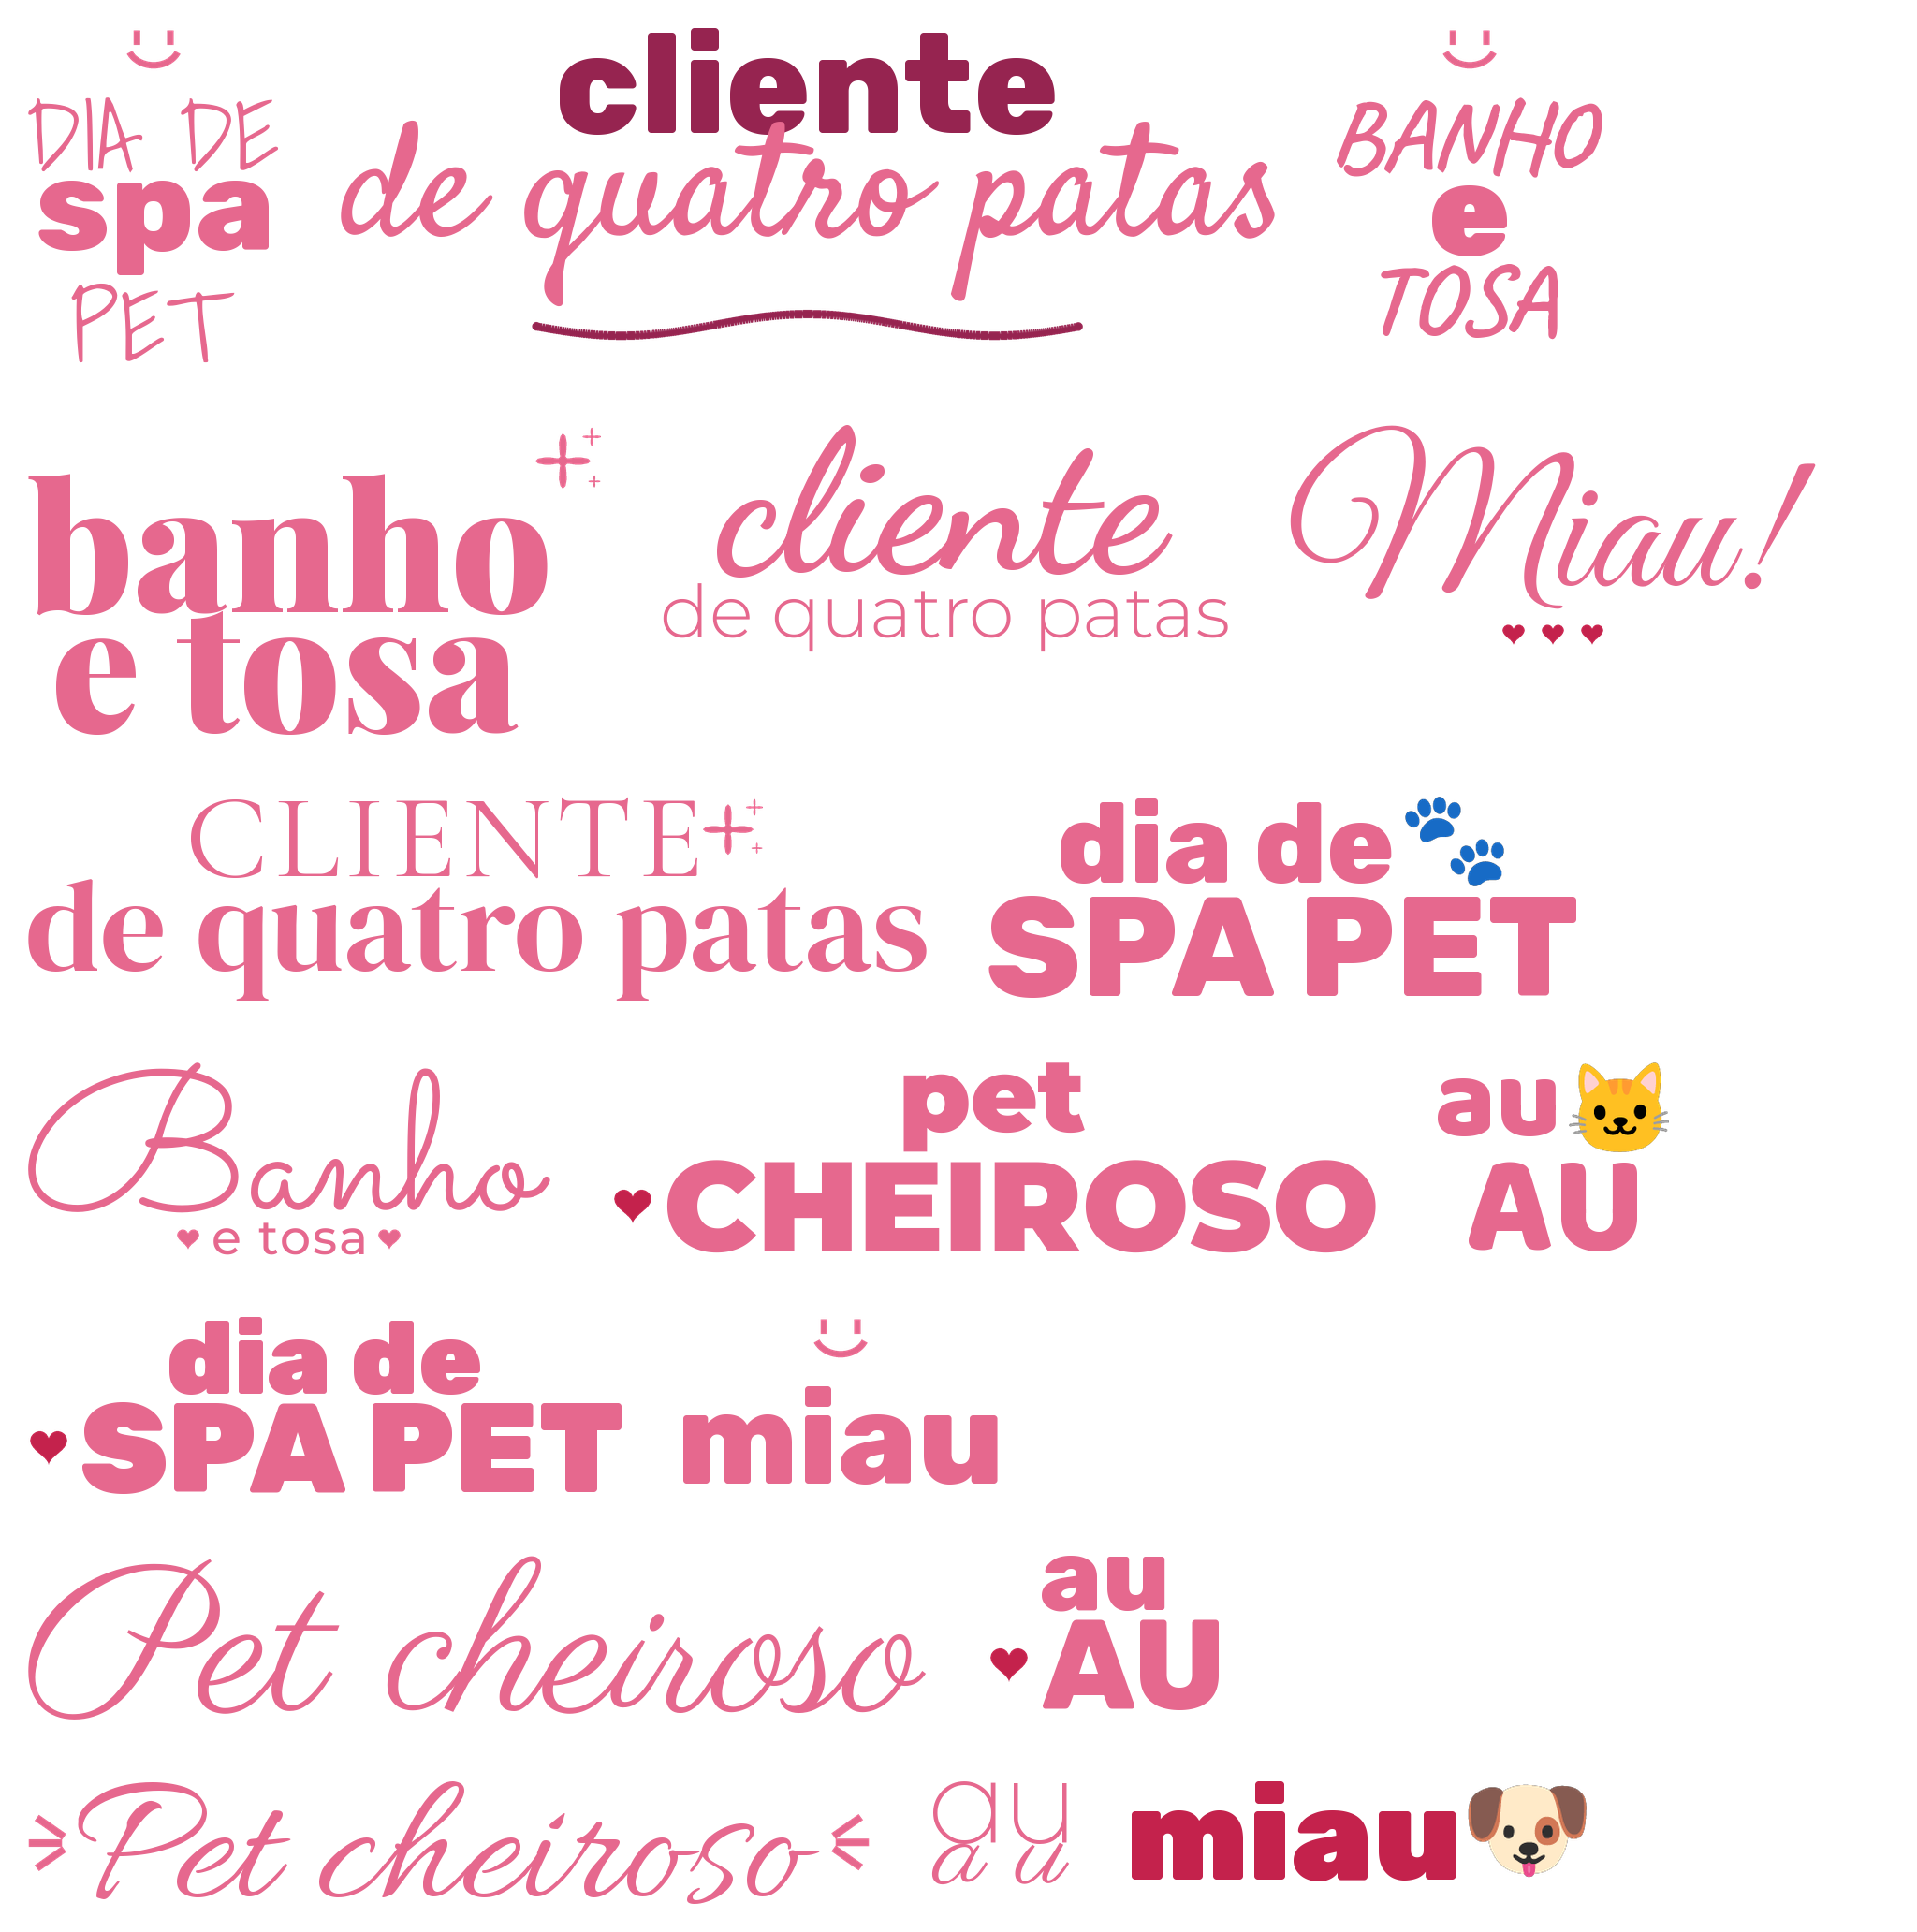 DIA DE
spa
PET
cliente
de quatro patas
BANHO
e
TOSA
banho
e tosa
cliente
de quatro patas
Miau!
CLIENTE
de quatro patas
dia de
SPA PET
Banho
e tosa
pet
CHEIROSO
au
AU
dia de
SPA PET
miau
Pet cheiroso
au
AU
Pet cheiroso
au
au
miau